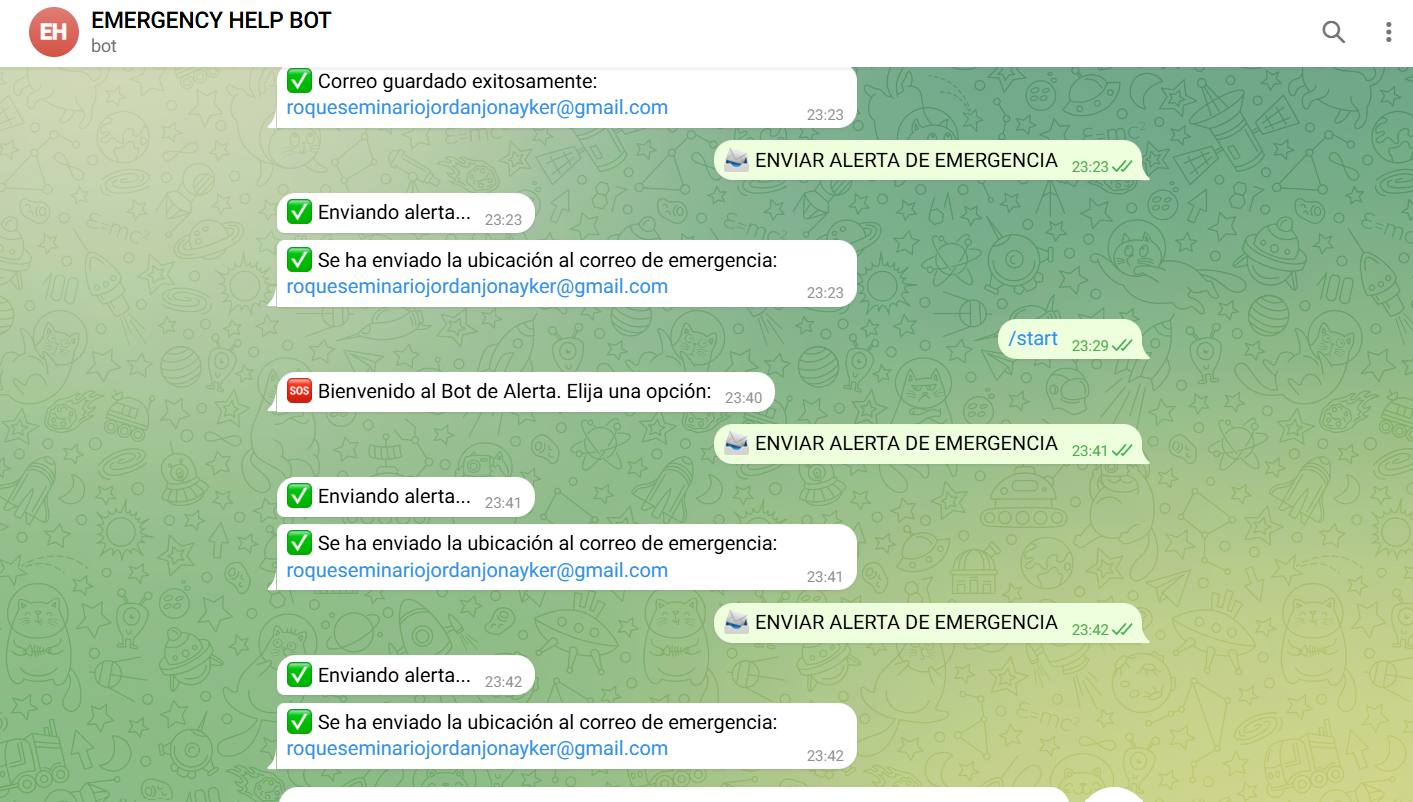 EH
EMERGENCY HELP BOT
bot
✅ Correo guardado exitosamente:
roqueseminariojordanjonayker@gmail.com 23:23
ENVIAR ALERTA DE EMERGENCIA 23:23
✅ Enviando alerta... 23:23
✅ Se ha enviado la ubicación al correo de emergencia:
roqueseminariojordanjonayker@gmail.com 23:23
/start 23:29
🆘 Bienvenido al Bot de Alerta. Elija una opción: 23:40
ENVIAR ALERTA DE EMERGENCIA 23:41
✅ Enviando alerta... 23:41
✅ Se ha enviado la ubicación al correo de emergencia:
roqueseminariojordanjonayker@gmail.com 23:41
ENVIAR ALERTA DE EMERGENCIA 23:42
✅ Enviando alerta... 23:42
✅ Se ha enviado la ubicación al correo de emergencia:
roqueseminariojordanjonayker@gmail.com 23:42